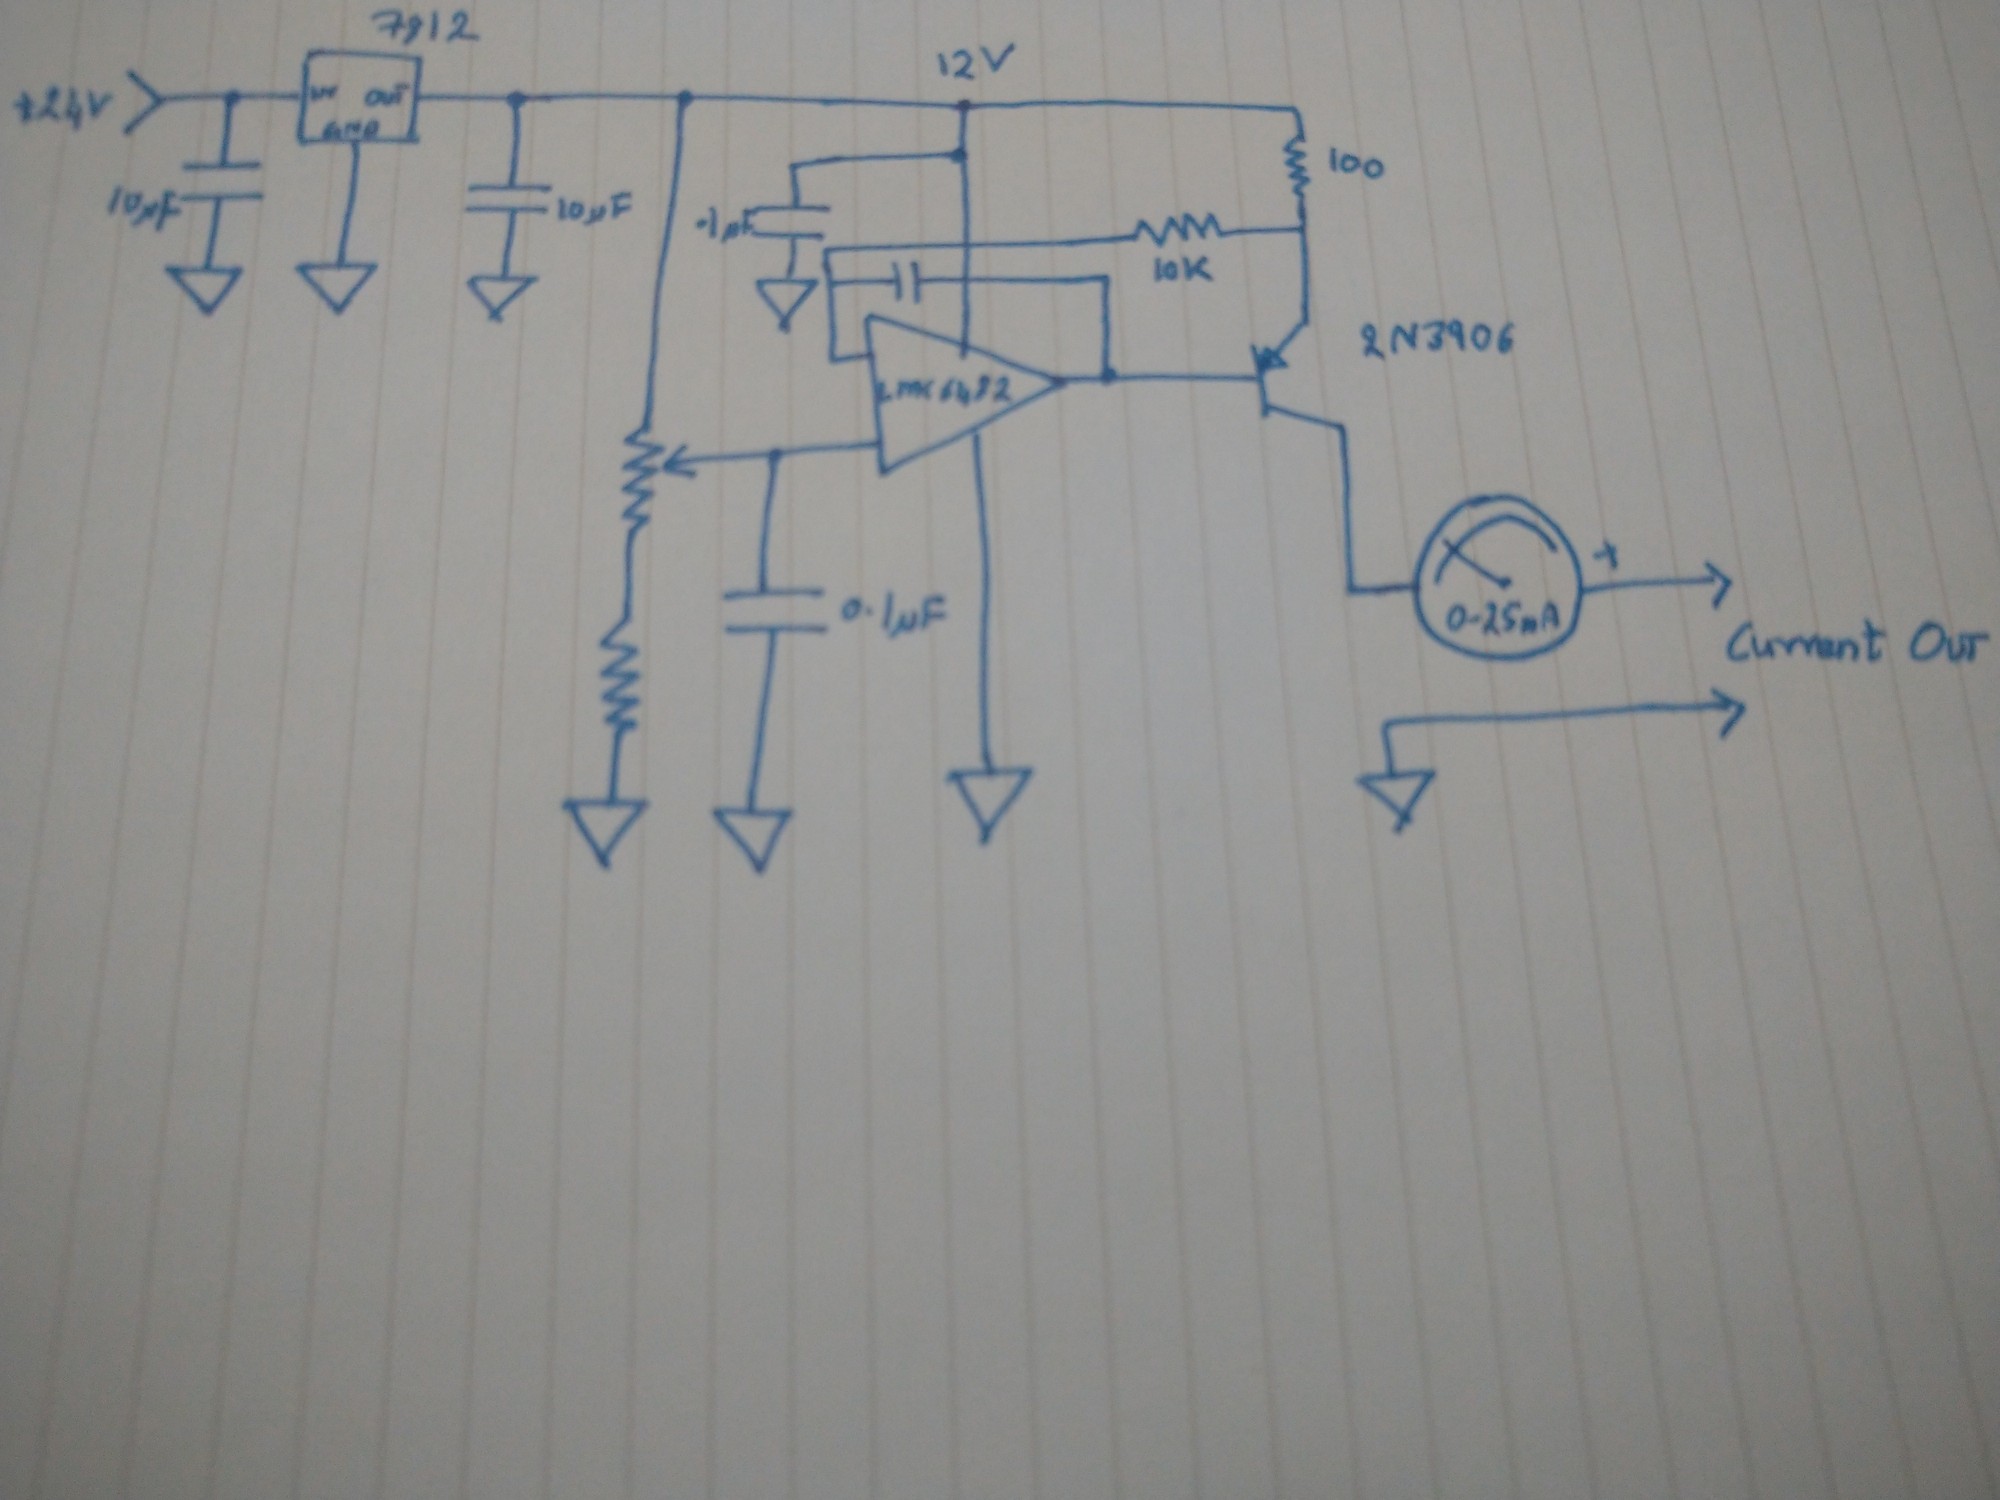 7812
+24V
IN OUT
GND
12V
100
10µF
10µF
.1µF
10K
2N3906
LMC6482
0-25mA
+
0.1µF
Current Out